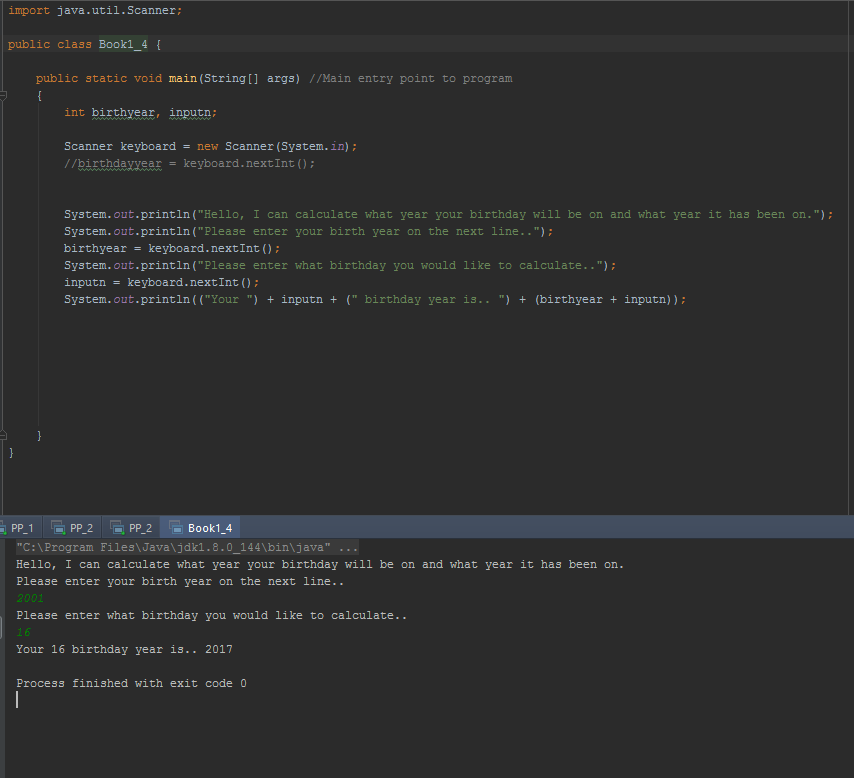 import java.util.Scanner;
public class Book1_4 {
public static void main(String[] args) //Main entry point to program
{
int birthyear, inputn;
Scanner keyboard = new Scanner(System.in);
//birthdayyear = keyboard.nextInt();
System.out.println("Hello, I can calculate what year your birthday will be on and what year it has been on.");
System.out.println("Please enter your birth year on the next line..");
birthyear = keyboard.nextInt();
System.out.println("Please enter what birthday you would like to calculate..");
inputn = keyboard.nextInt();
System.out.println(("Your ") + inputn + (" birthday year is.. ") + (birthyear + inputn));
}
}
PP_1 PP_2 PP_2 Book1_4
"C:\Program Files\Java\jdk1.8.0_144\bin\java" ...
Hello, I can calculate what year your birthday will be on and what year it has been on.
Please enter your birth year on the next line..
2001
Please enter what birthday you would like to calculate..
16
Your 16 birthday year is.. 2017
Process finished with exit code 0